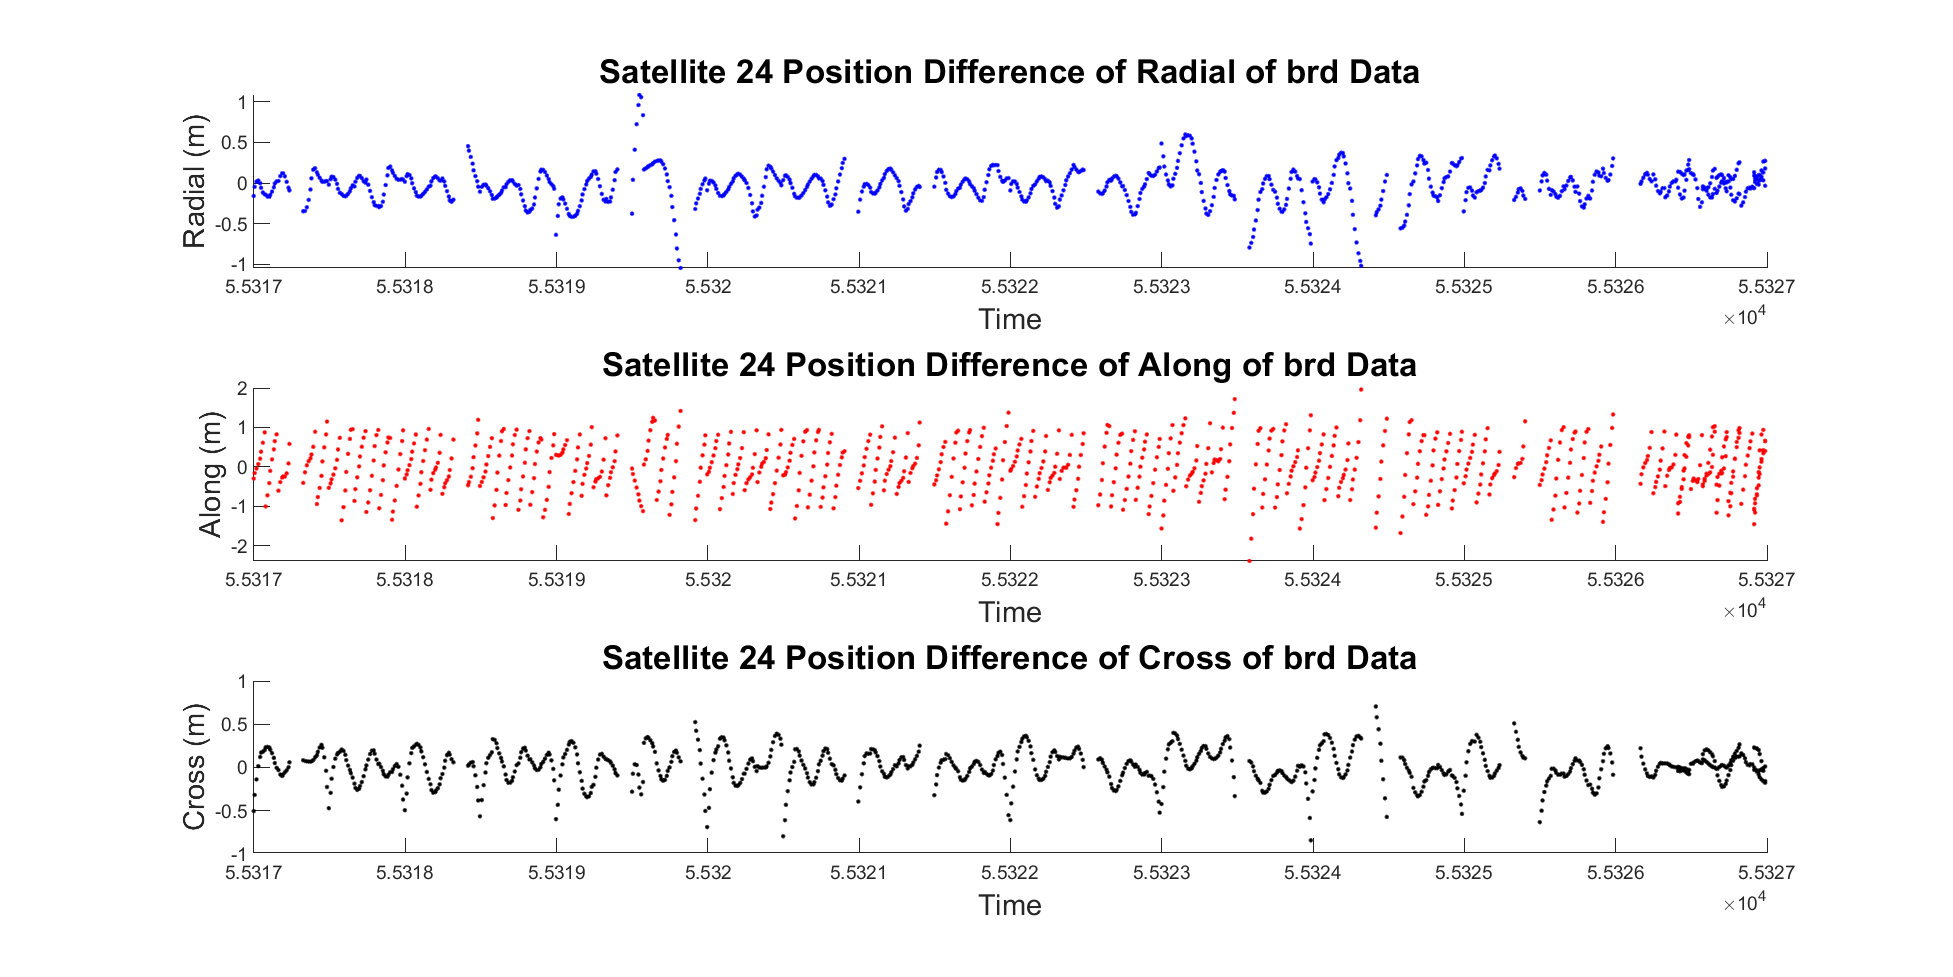 Satellite 24 Position Difference of Radial of brd Data
Radial (m)
1
0.5
0
-0.5
-1
5.5317 5.5318 5.5319 5.532 5.5321 5.5322 5.5323 5.5324 5.5325 5.5326 5.5327
Time
×10⁴
Satellite 24 Position Difference of Along of brd Data
Along (m)
2
1
0
-1
-2
5.5317 5.5318 5.5319 5.532 5.5321 5.5322 5.5323 5.5324 5.5325 5.5326 5.5327
Time
×10⁴
Satellite 24 Position Difference of Cross of brd Data
Cross (m)
1
0.5
0
-0.5
-1
5.5317 5.5318 5.5319 5.532 5.5321 5.5322 5.5323 5.5324 5.5325 5.5326 5.5327
Time
×10⁴